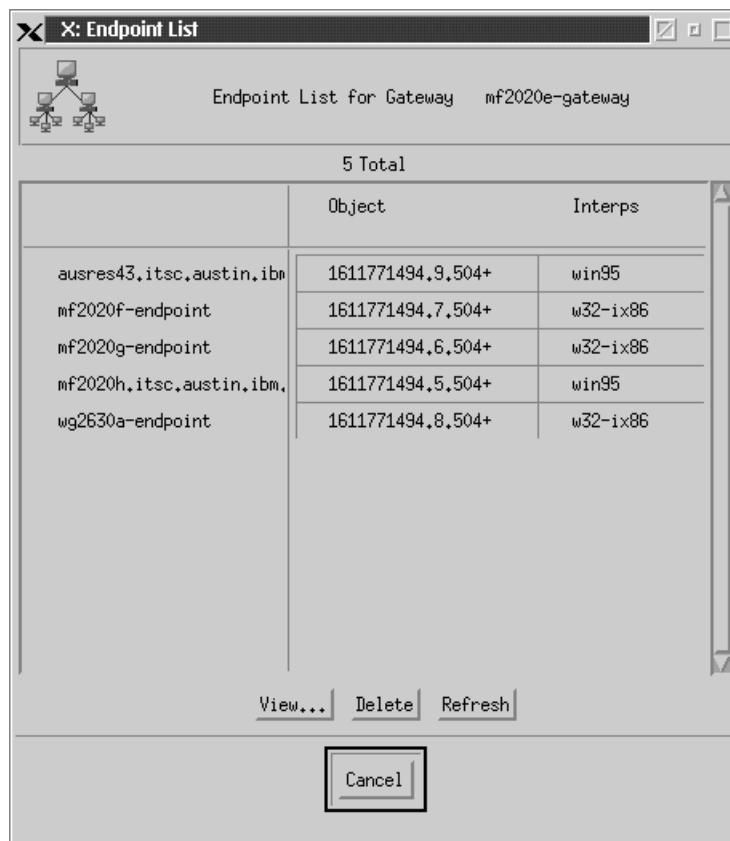 X: Endpoint List
Endpoint List for Gateway mf2020e-gateway
5 Total
Object Interps
ausres43.itsc.austin.ibm 1611771494.9.504+ win95
mf2020f-endpoint 1611771494.7.504+ w32-ix86
mf2020g-endpoint 1611771494.6.504+ w32-ix86
mf2020h.itsc.austin.ibm. 1611771494.5.504+ win95
wg2630a-endpoint 1611771494.8.504+ w32-ix86
View... Delete Refresh
Cancel